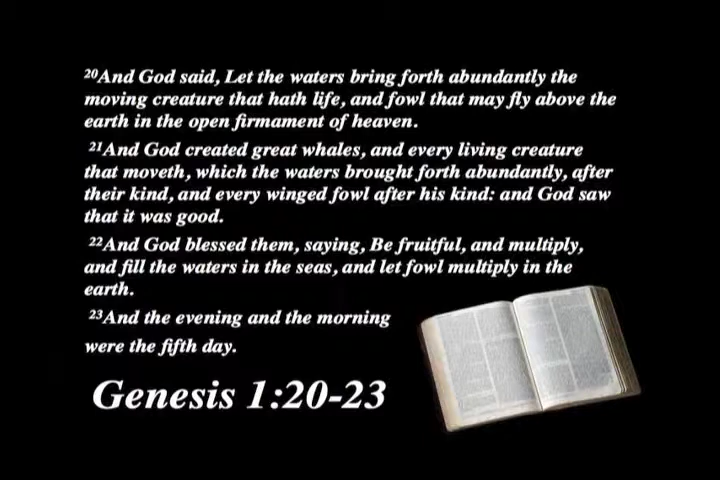 ²⁰And God said, Let the waters bring forth abundantly the
moving creature that hath life, and fowl that may fly above the
earth in the open firmament of heaven.
²¹And God created great whales, and every living creature
that moveth, which the waters brought forth abundantly, after
their kind, and every winged fowl after his kind: and God saw
that it was good.
²²And God blessed them, saying, Be fruitful, and multiply,
and fill the waters in the seas, and let fowl multiply in the
earth.
²³And the evening and the morning
were the fifth day.
Genesis 1:20-23